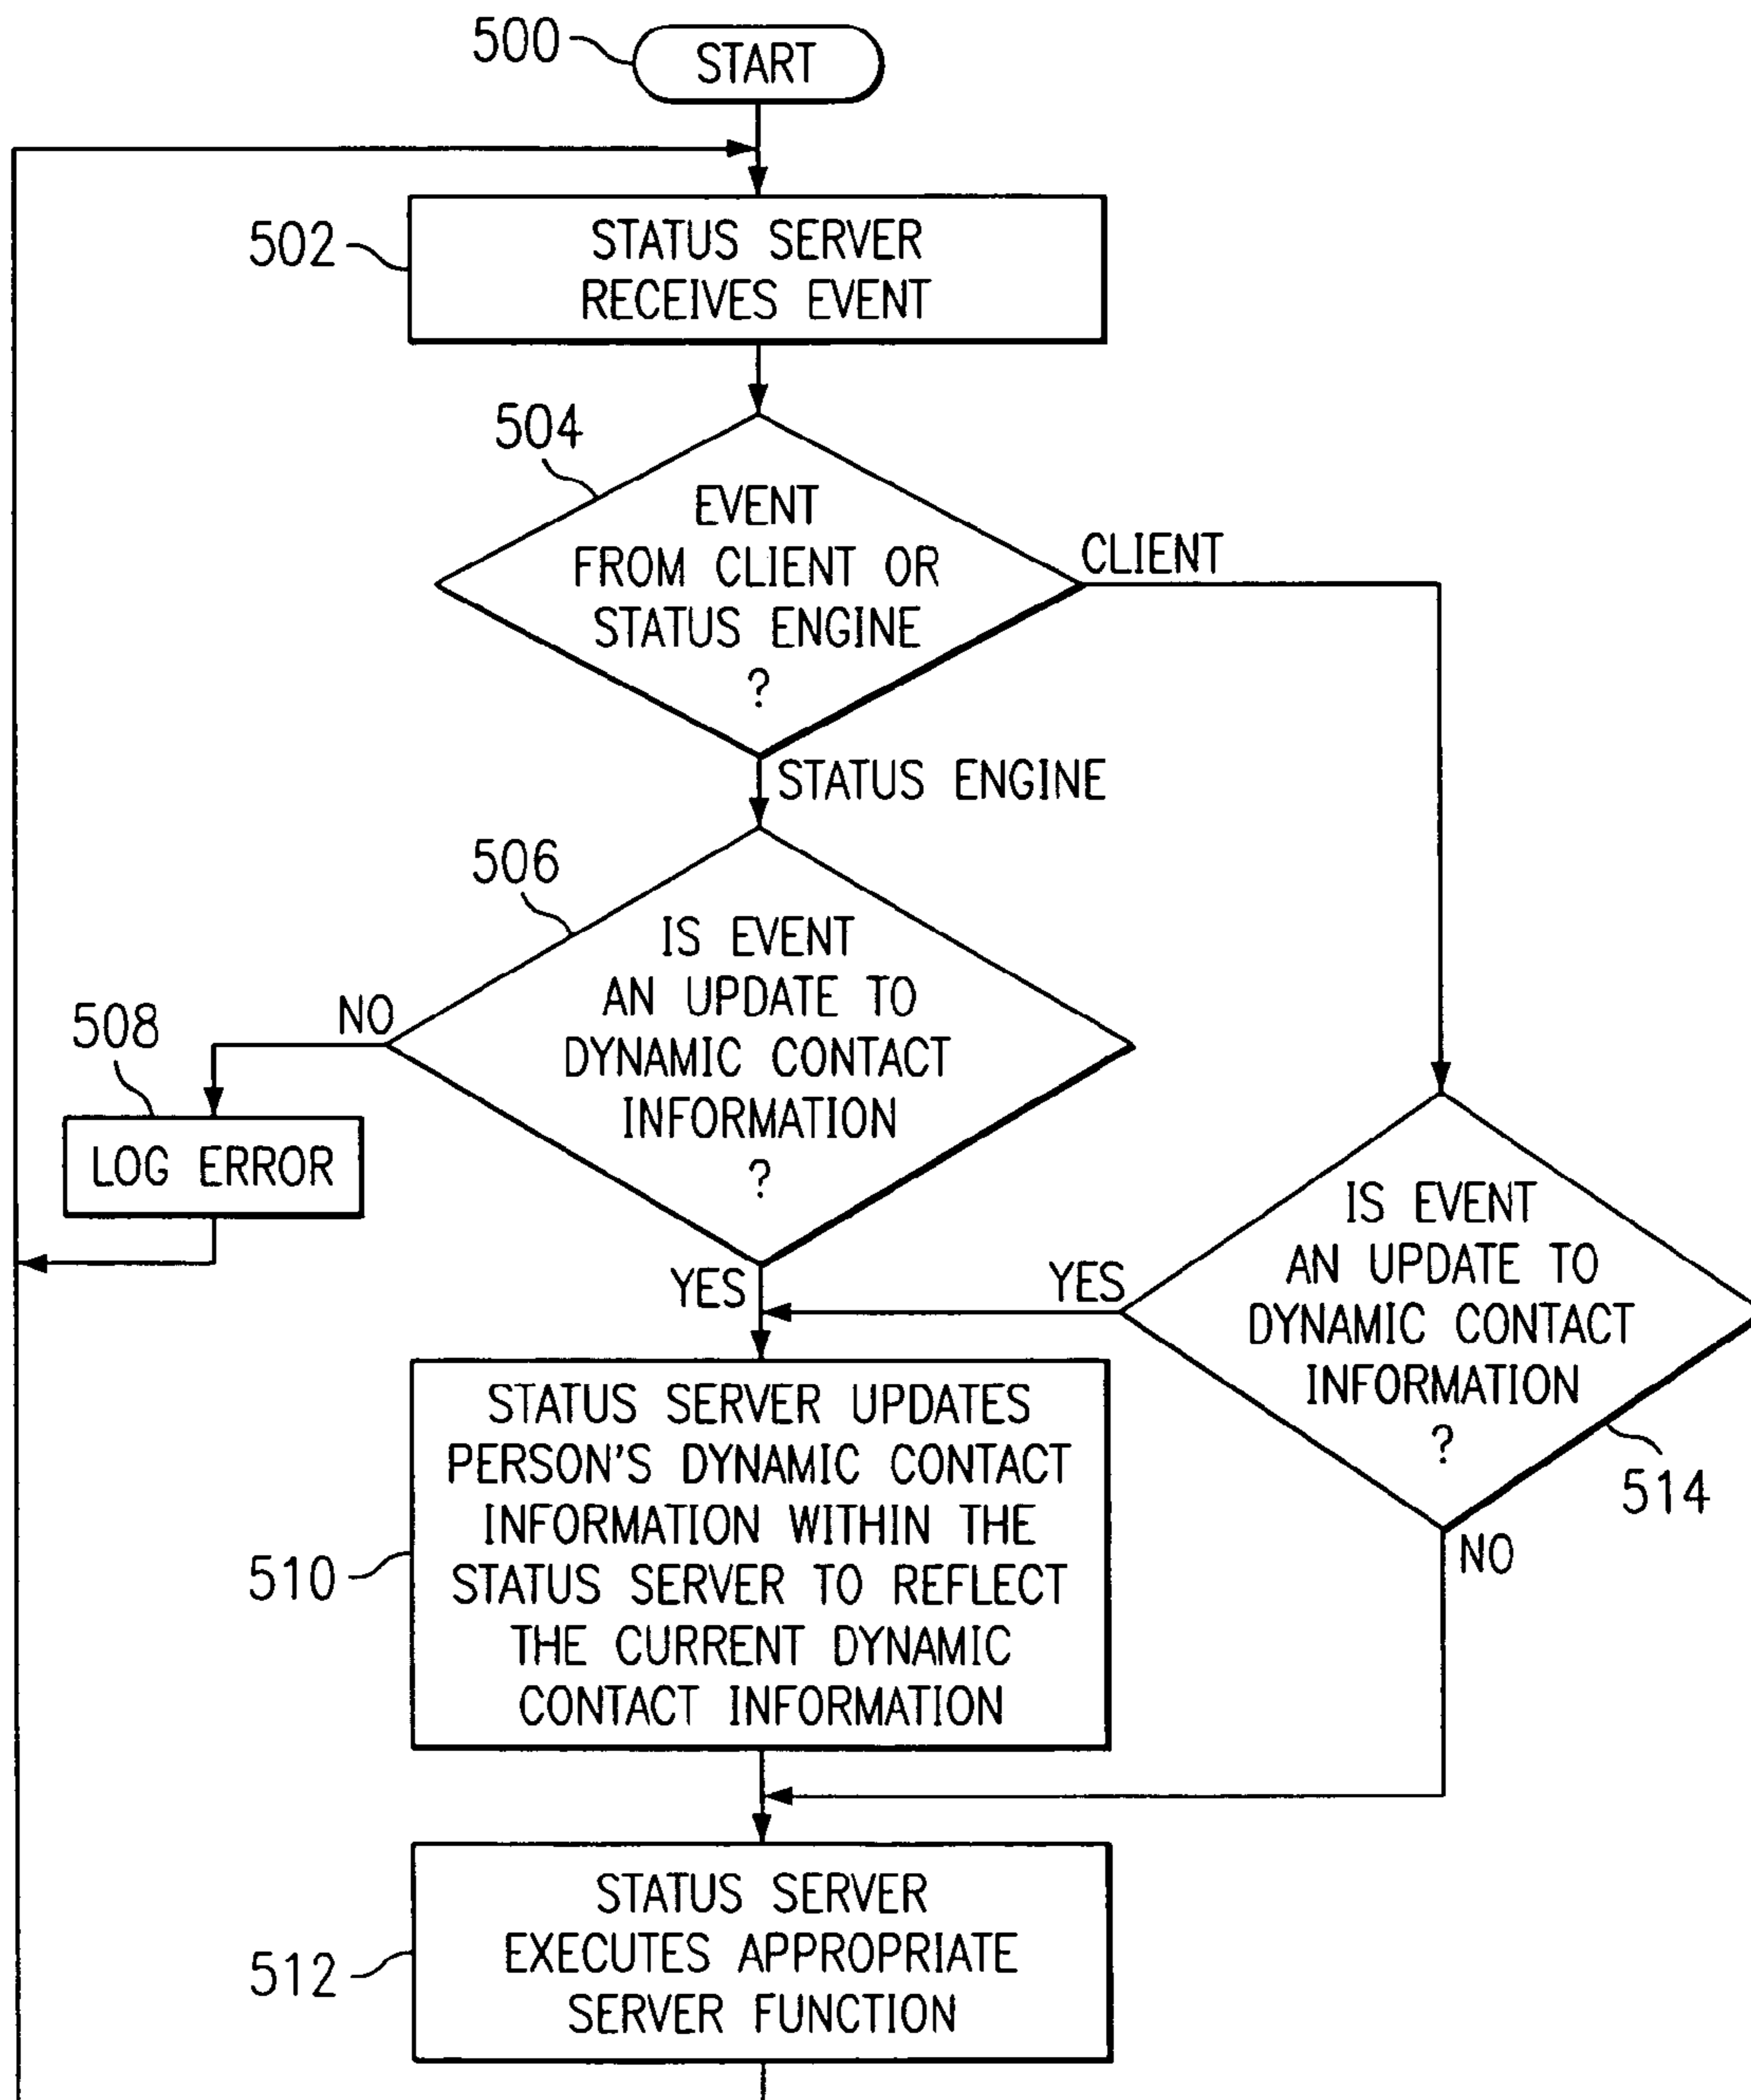 500
START
502
STATUS SERVER
RECEIVES EVENT
504
EVENT
FROM CLIENT OR
STATUS ENGINE
?
CLIENT
STATUS ENGINE
506
IS EVENT
AN UPDATE TO
DYNAMIC CONTACT
INFORMATION
?
NO
508
LOG ERROR
YES
YES
IS EVENT
AN UPDATE TO
DYNAMIC CONTACT
INFORMATION
?
514
NO
510
STATUS SERVER UPDATES
PERSON'S DYNAMIC CONTACT
INFORMATION WITHIN THE
STATUS SERVER TO REFLECT
THE CURRENT DYNAMIC
CONTACT INFORMATION
512
STATUS SERVER
EXECUTES APPROPRIATE
SERVER FUNCTION